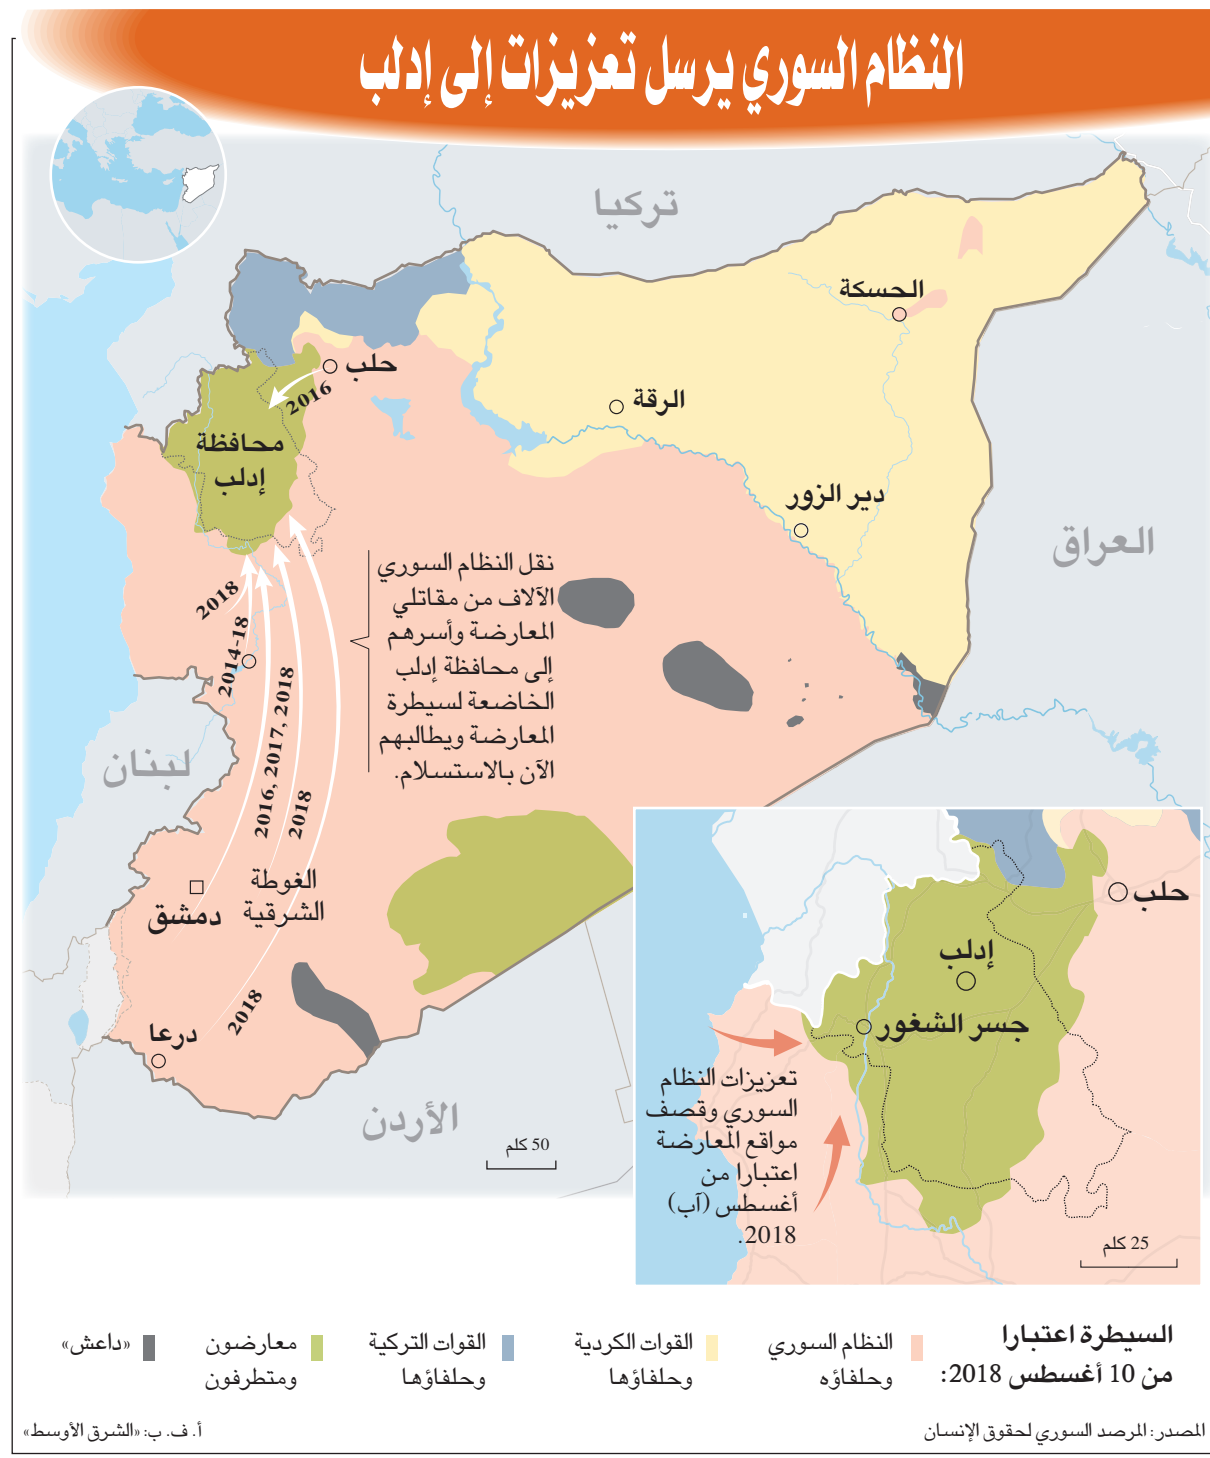 النظام السوري يرسل تعزيزات إلى إدلب
تركيا
الحسكة
حلب
2016
الرقة
محافظة
إدلب
دير الزور
العراق
نقل النظام السوري
الآلاف من مقاتلي
المعارضة وأسرهم
إلى محافظة إدلب
الخاضعة لسيطرة
المعارضة ويطالبهم
الآن بالاستسلام.
2018
2014-18
2016, 2017, 2018
2018
لبنان
الغوطة
الشرقية
دمشق
2018
درعا
الأردن
50 كلم
حلب
إدلب
جسر الشغور
تعزيزات النظام
السوري وقصف
مواقع المعارضة
اعتبارا من
أغسطس (آب)
2018.
25 كلم
السيطرة اعتبارا
من 10 أغسطس 2018:
النظام السوري
وحلفاؤه
القوات الكردية
وحلفاؤها
القوات التركية
وحلفاؤها
معارضون
ومتطرفون
«داعش»
المصدر: المرصد السوري لحقوق الإنسان
أ. ف. ب: «الشرق الأوسط»